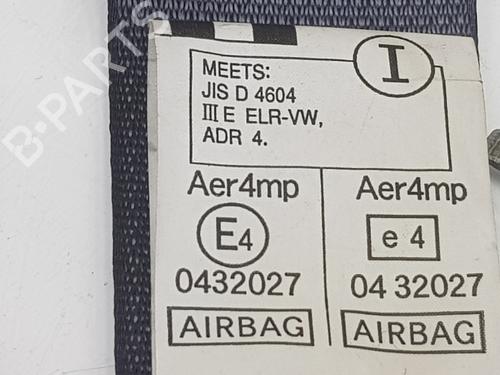 B-PARTS
I
MEETS:
JIS D 4604
III E ELR-VW,
ADR 4.
Aer4mp Aer4mp
E4 e 4
0432027 04 32027
AIRBAG AIRBAG